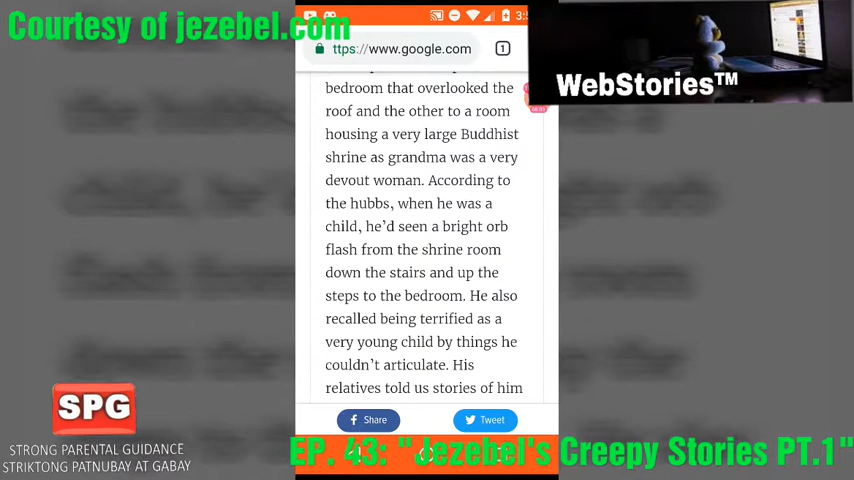 Courtesy of jezebel.com
ttps://www.google.com
1
WebStories™
bedroom that overlooked the
roof and the other to a room
housing a very large Buddhist
shrine as grandma was a very
devout woman. According to
the hubbs, when he was a
child, he'd seen a bright orb
flash from the shrine room
down the stairs and up the
steps to the bedroom. He also
recalled being terrified as a
very young child by things he
couldn't articulate. His
relatives told us stories of him
Share
Tweet
SPG
STRONG PARENTAL GUIDANCE
STRIKTONG PATNUBAY AT GABAY
EP. 43: "Jezebel's Creepy Stories PT.1"